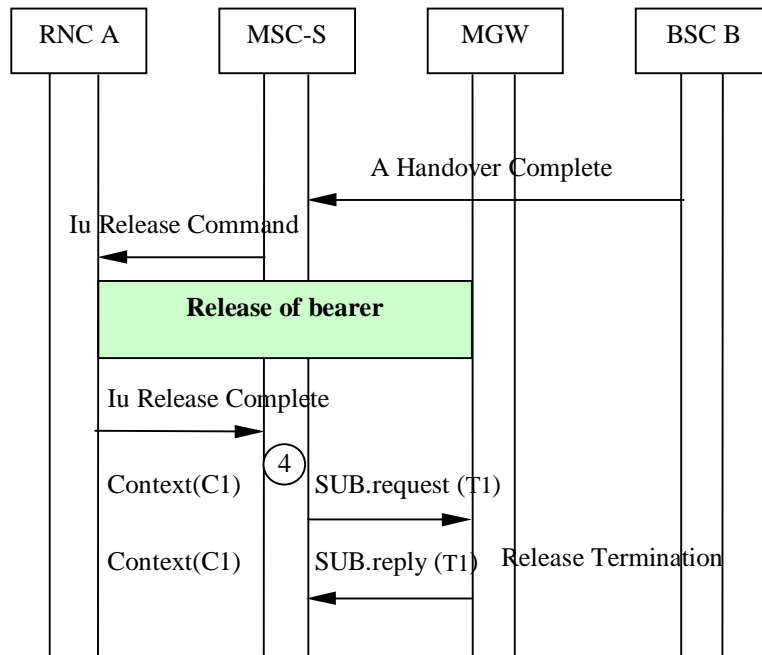 RNC A MSC-S MGW BSC B
A Handover Complete
Iu Release Command
Release of bearer
Iu Release Complete
4
Context(C1) SUB.request (T1)
Context(C1) SUB.reply (T1) Release Termination